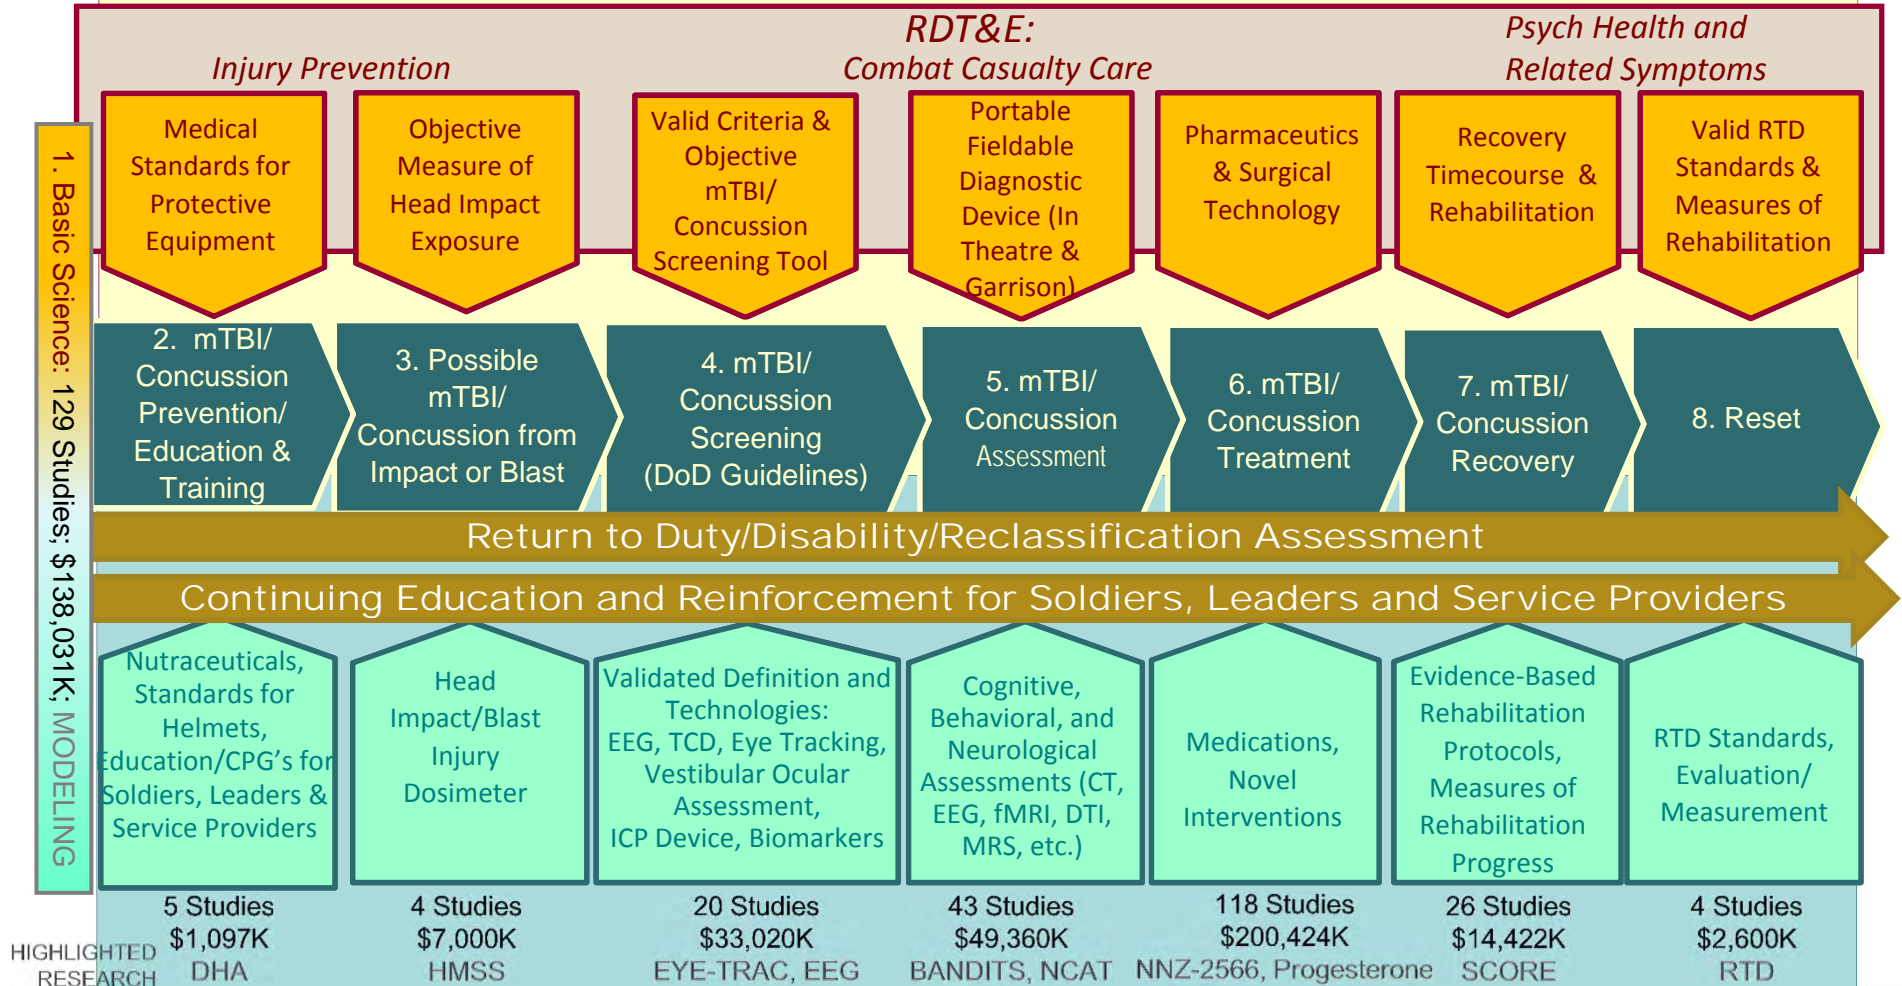 RDT&E:
Combat Casualty Care
Injury Prevention
Psych Health and
Related Symptoms
Medical
Standards for
Protective
Equipment
Objective
Measure of
Head Impact
Exposure
Valid Criteria &
Objective
mTBI/
Concussion
Screening Tool
Portable
Fieldable
Diagnostic
Device (In
Theatre &
Garrison)
Pharmaceutics
& Surgical
Technology
Recovery
Timecourse &
Rehabilitation
Valid RTD
Standards &
Measures of
Rehabilitation
1. Basic Science: 129 Studies; $138,031K; MODELING
2. mTBI/
Concussion
Prevention/
Education &
Training
3. Possible
mTBI/
Concussion from
Impact or Blast
4. mTBI/
Concussion
Screening
(DoD Guidelines)
5. mTBI/
Concussion
Assessment
6. mTBI/
Concussion
Treatment
7. mTBI/
Concussion
Recovery
8. Reset
Return to Duty/Disability/Reclassification Assessment
Continuing Education and Reinforcement for Soldiers, Leaders and Service Providers
Nutraceuticals,
Standards for
Helmets,
Education/CPG's for
Soldiers, Leaders &
Service Providers
Head
Impact/Blast
Injury
Dosimeter
Validated Definition and
Technologies:
EEG, TCD, Eye Tracking,
Vestibular Ocular
Assessment,
ICP Device, Biomarkers
Cognitive,
Behavioral, and
Neurological
Assessments (CT,
EEG, fMRI, DTI,
MRS, etc.)
Medications,
Novel
Interventions
Evidence-Based
Rehabilitation
Protocols,
Measures of
Rehabilitation
Progress
RTD Standards,
Evaluation/
Measurement
5 Studies
$1,097K
DHA
4 Studies
$7,000K
HMSS
20 Studies
$33,020K
EYE-TRAC, EEG
43 Studies
$49,360K
BANDITS, NCAT
118 Studies
$200,424K
NNZ-2566, Progesterone
26 Studies
$14,422K
SCORE
4 Studies
$2,600K
RTD
HIGHLIGHTED
RESEARCH